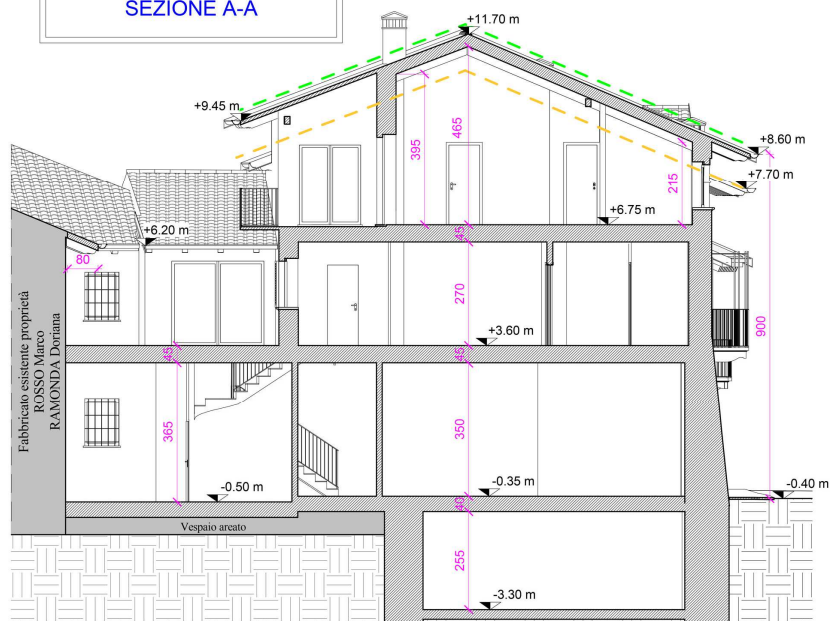 SEZIONE A-A
+11.70 m
+9.45 m
+8.60 m
465
395
215
+7.70 m
+6.75 m
+6.20 m
45
80
270
+3.60 m
900
45
45
Fabbricato esistente proprietà
ROSSO Marco
RAMONDA Doriana
365
350
-0.50 m
-0.35 m
-0.40 m
40
Vespaio areato
255
-3.30 m